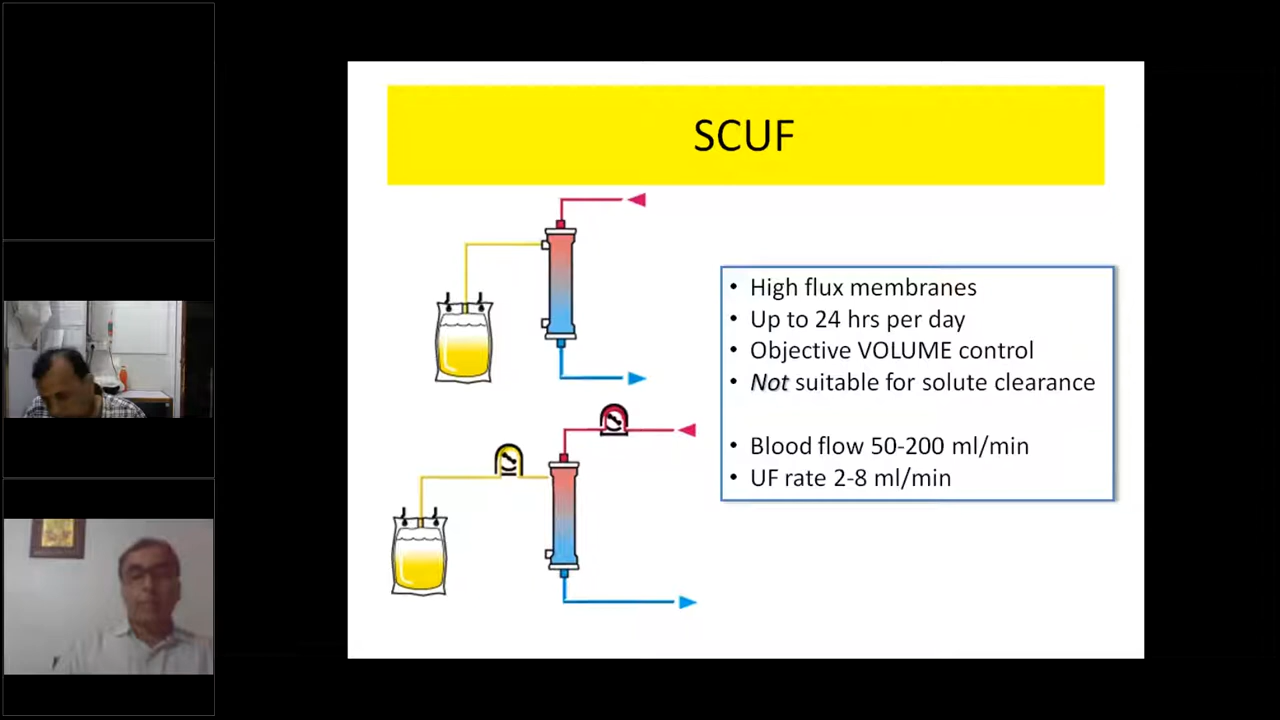 SCUF
• High flux membranes
• Up to 24 hrs per day
• Objective VOLUME control
• Not suitable for solute clearance
• Blood flow 50-200 ml/min
• UF rate 2-8 ml/min